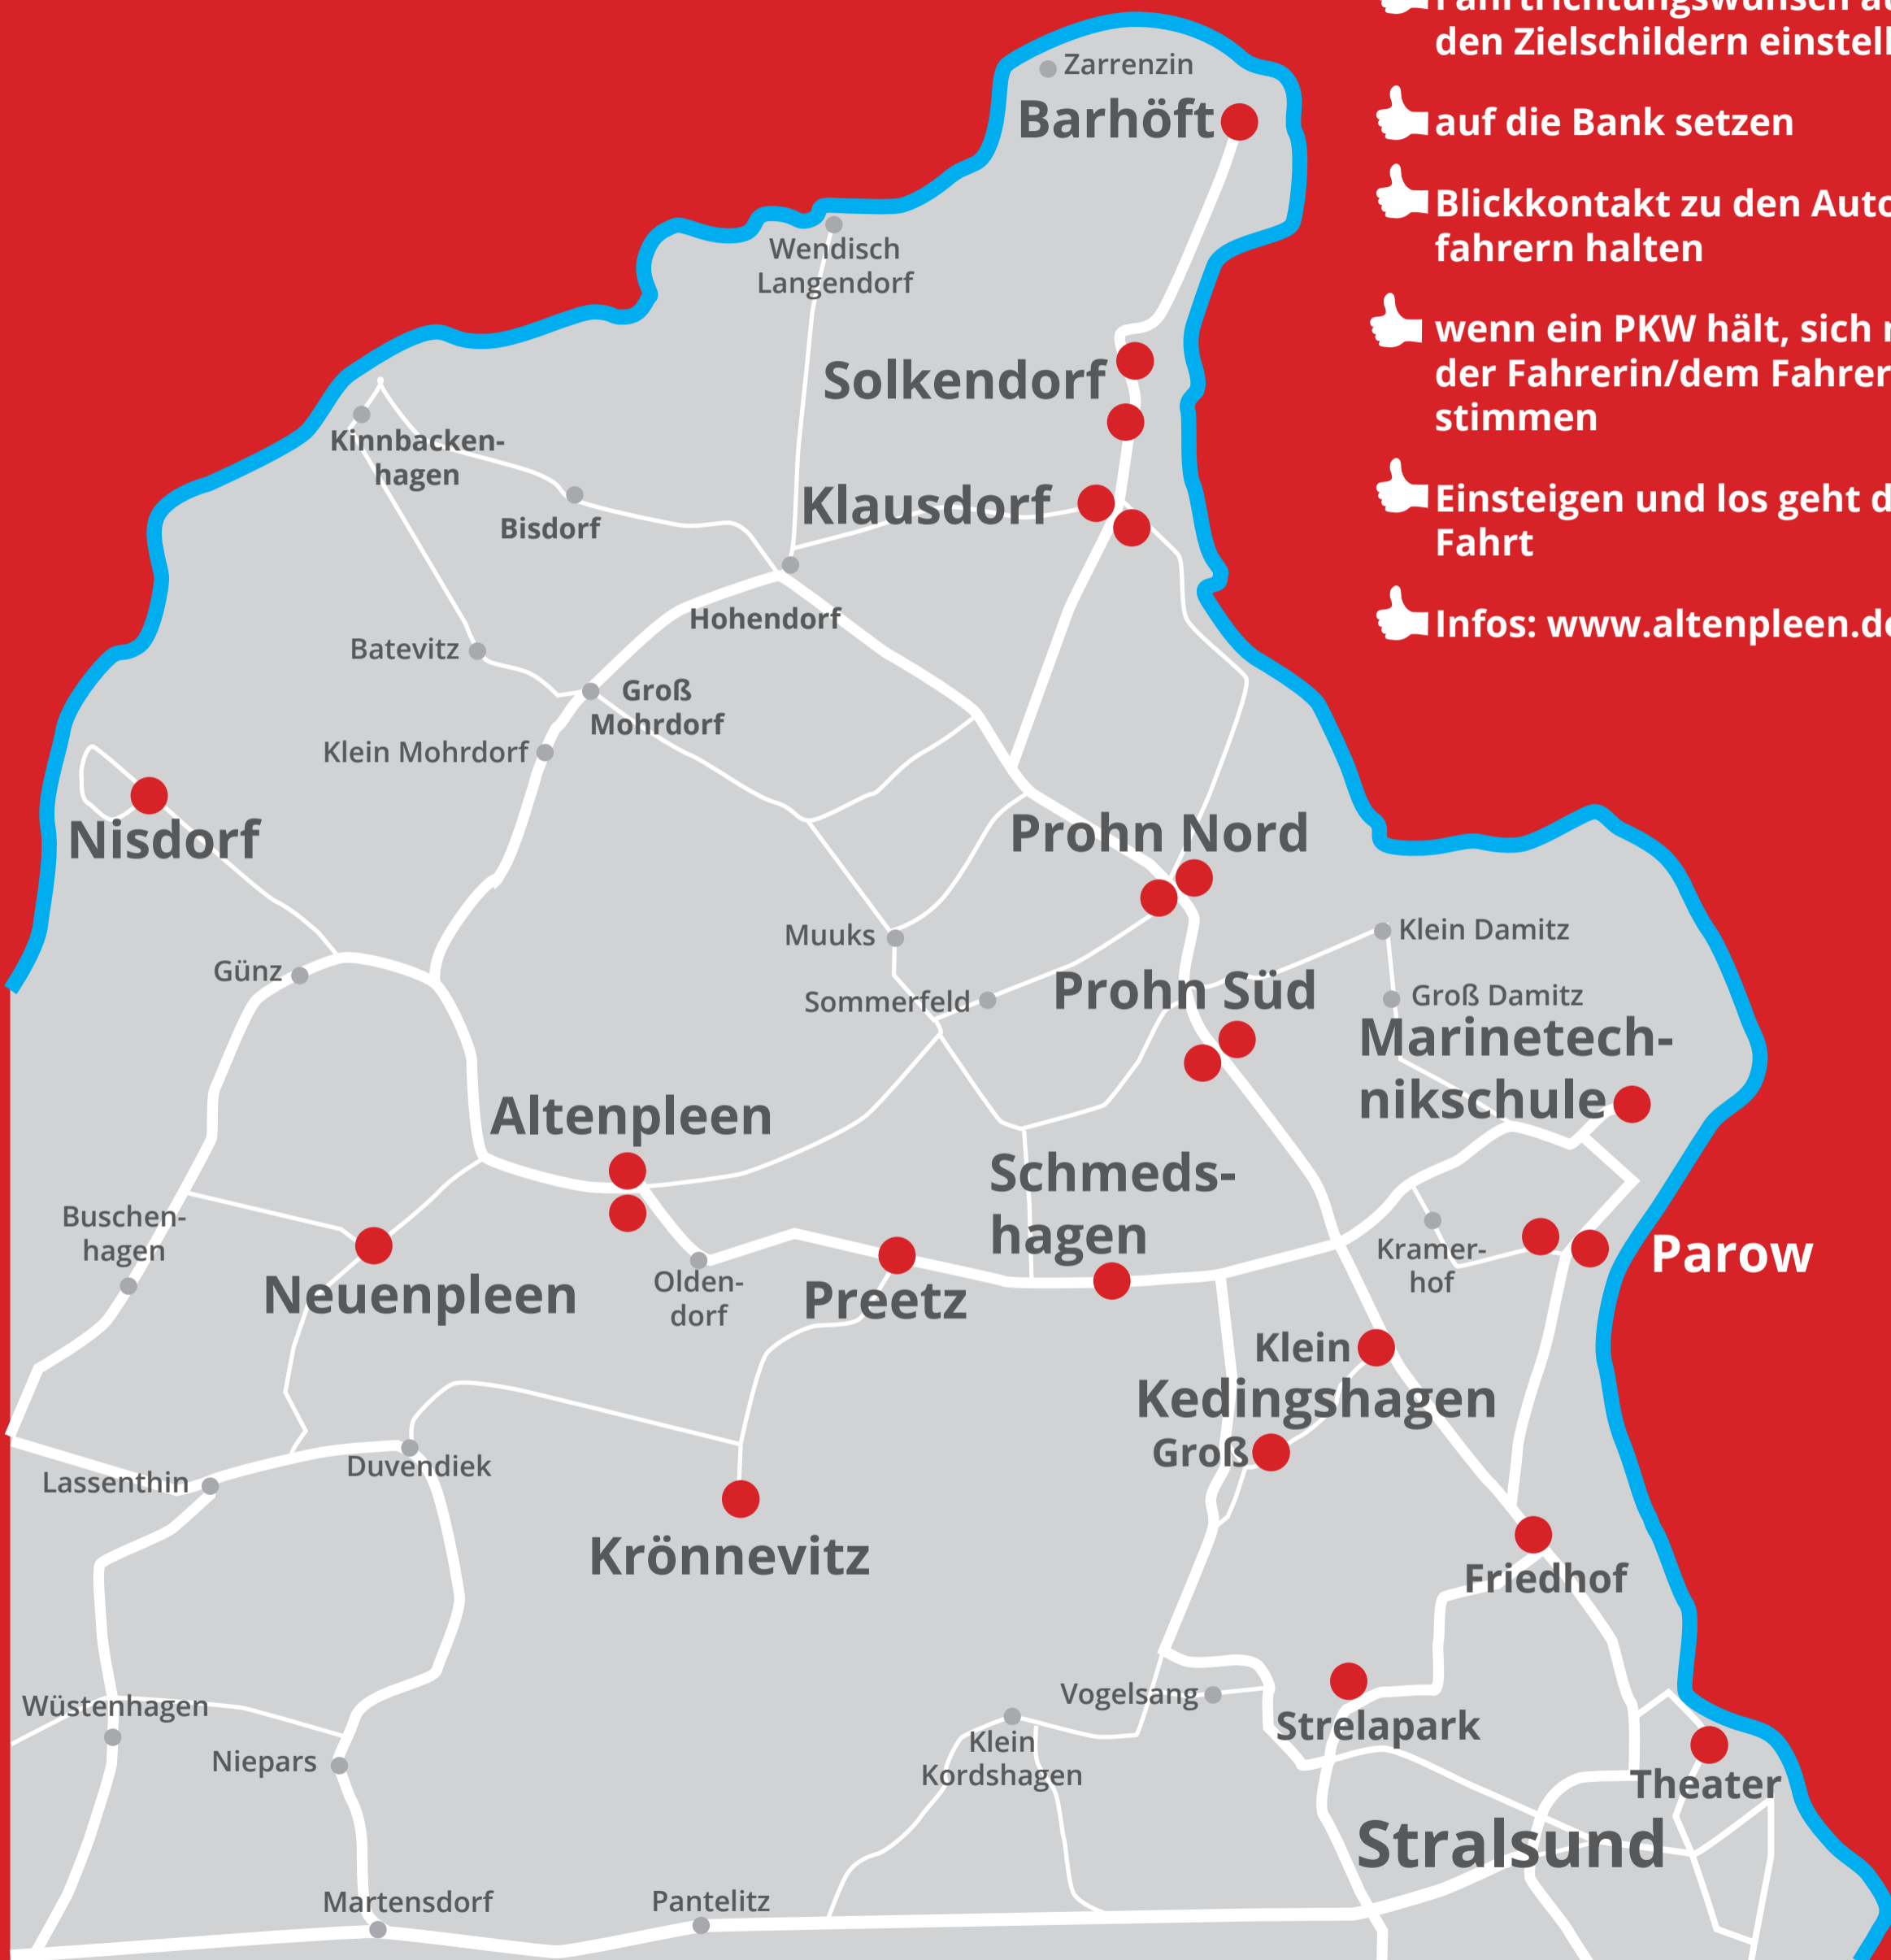 den Zielschildern
auf die Bank setzen
Blickkontakt zu den
fahrern halten
wenn ein PKW hält, sich
der Fahrerin/dem Fahrer
stimmen
Einsteigen und los geht
Fahrt
Infos: www.altenpleen.de
Zarrenzin
Barhöft
Wendisch
Langendorf
Solkendorf
Kinnbacken-
hagen
Klausdorf
Bisdorf
Hohendorf
Batevitz
Groß
Mohrdorf
Klein Mohrdorf
Nisdorf
Prohn Nord
Muuks
Klein Damitz
Günz
Sommerfeld
Prohn Süd
Groß Damitz
Marinetech-
nikschule
Altenpleen
Schmeds-
hagen
Buschen-
hagen
Kramer-
hof
Parow
Neuenpleen
Olden-
dorf
Preetz
Klein
Kedingshagen
Groß
Lassenthin
Duvendiek
Krönnevitz
Friedhof
Wüstenhagen
Vogelsang
Strelapark
Niepars
Klein
Kordshagen
Theater
Stralsund
Martensdorf
Pantelitz